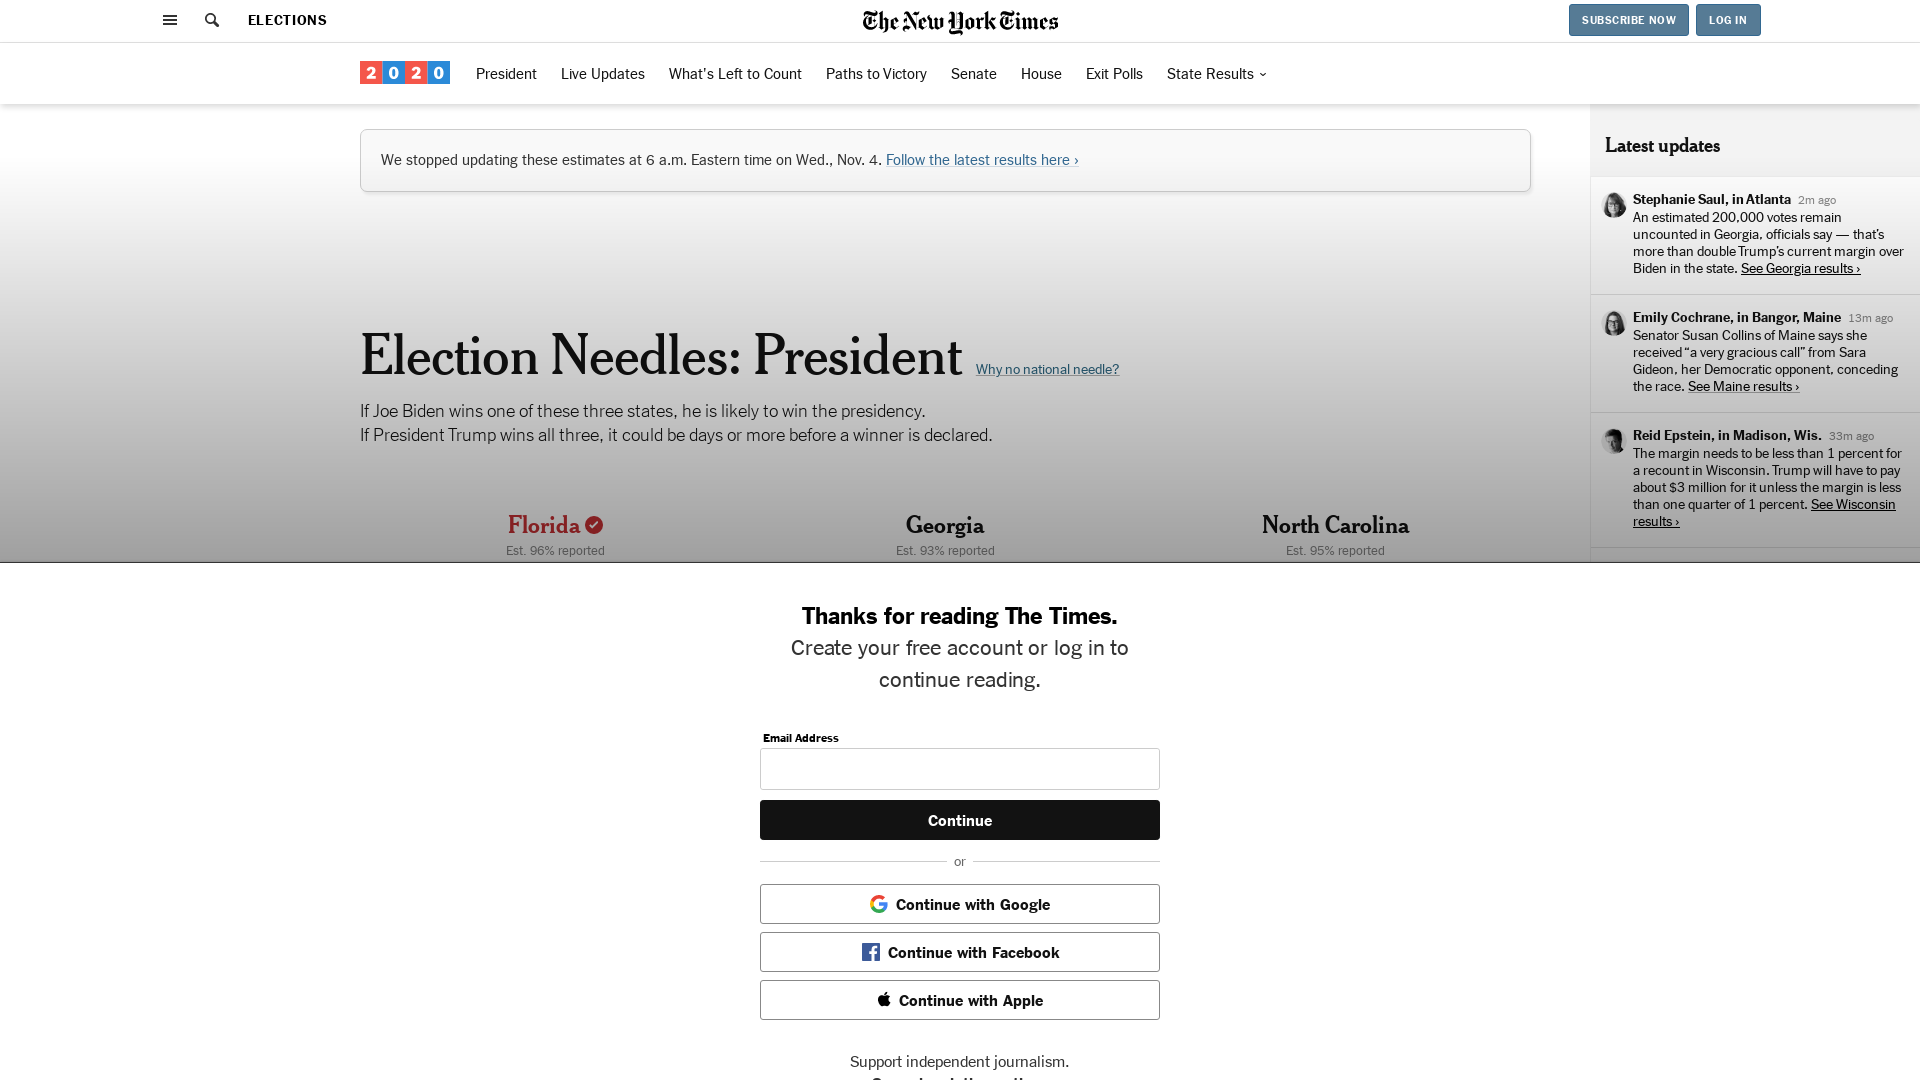 ELECTIONS
The New York Times
SUBSCRIBE NOW
LOG IN
2020
President
Live Updates
What's Left to Count
Paths to Victory
Senate
House
Exit Polls
State Results
We stopped updating these estimates at 6 a.m. Eastern time on Wed., Nov. 4. Follow the latest results here ›
Election Needles: President
Why no national needle?
If Joe Biden wins one of these three states, he is likely to win the presidency.
If President Trump wins all three, it could be days or more before a winner is declared.
Florida
Est. 96% reported
Georgia
Est. 93% reported
North Carolina
Est. 95% reported
Latest updates
Stephanie Saul, in Atlanta 2m ago
An estimated 200,000 votes remain
uncounted in Georgia, officials say — that’s
more than double Trump’s current margin over
Biden in the state. See Georgia results ›
Emily Cochrane, in Bangor, Maine 13m ago
Senator Susan Collins of Maine says she
received “a very gracious call” from Sara
Gideon, her Democratic opponent, conceding
the race. See Maine results ›
Reid Epstein, in Madison, Wis. 33m ago
The margin needs to be less than 1 percent for
a recount in Wisconsin. Trump will have to pay
about $3 million for it unless the margin is less
than one quarter of 1 percent. See Wisconsin
results ›
Thanks for reading The Times.
Create your free account or log in to
continue reading.
Email Address
Continue
or
Continue with Google
Continue with Facebook
Continue with Apple
Support independent journalism.